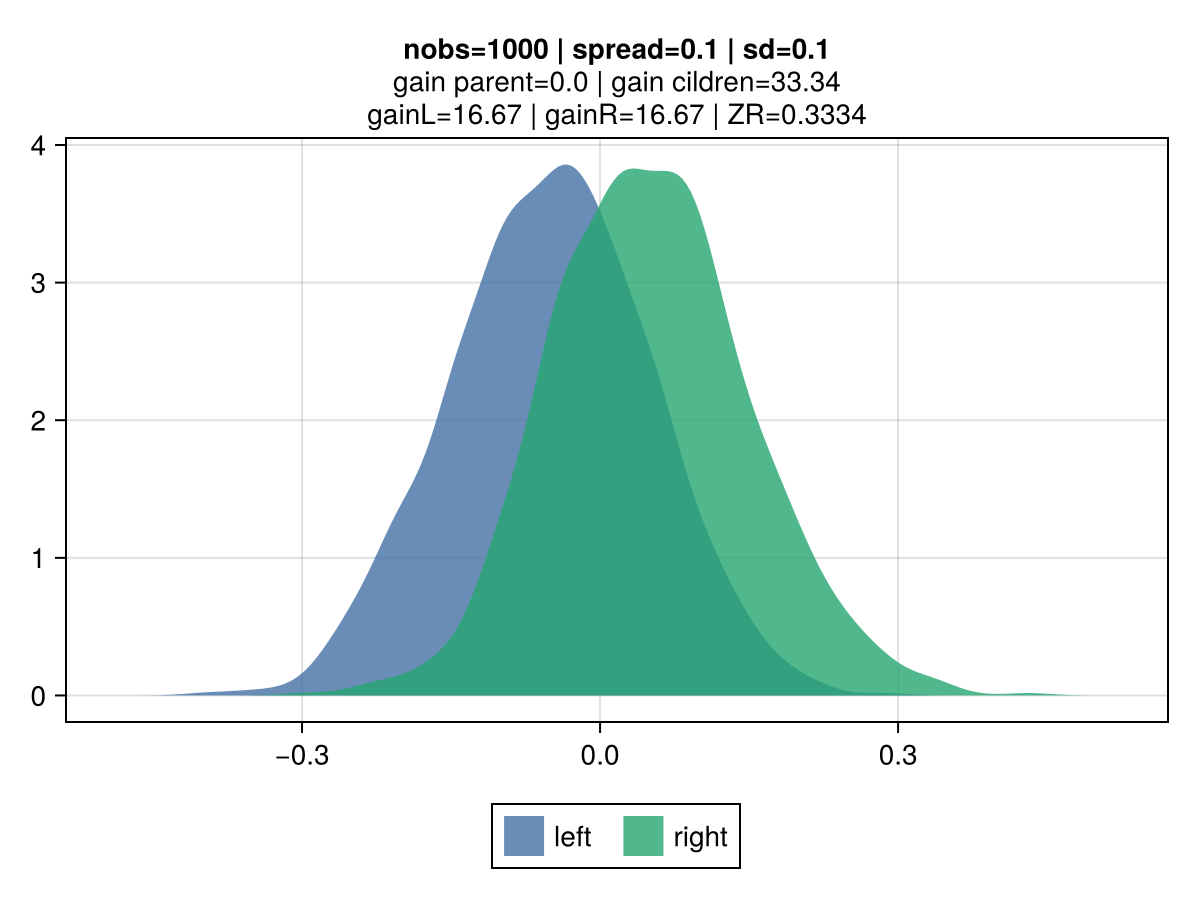 nobs=1000 | spread=0.1 | sd=0.1
gain parent=0.0 | gain cildren=33.34
gainL=16.67 | gainR=16.67 | ZR=0.3334
4
3
2
1
0
−0.3 0.0 0.3
left right